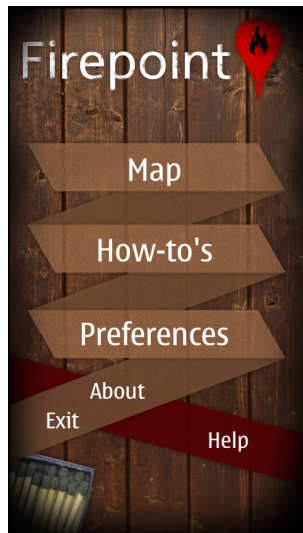 Firepoint
Map
How-to's
Preferences
About
Exit
Help